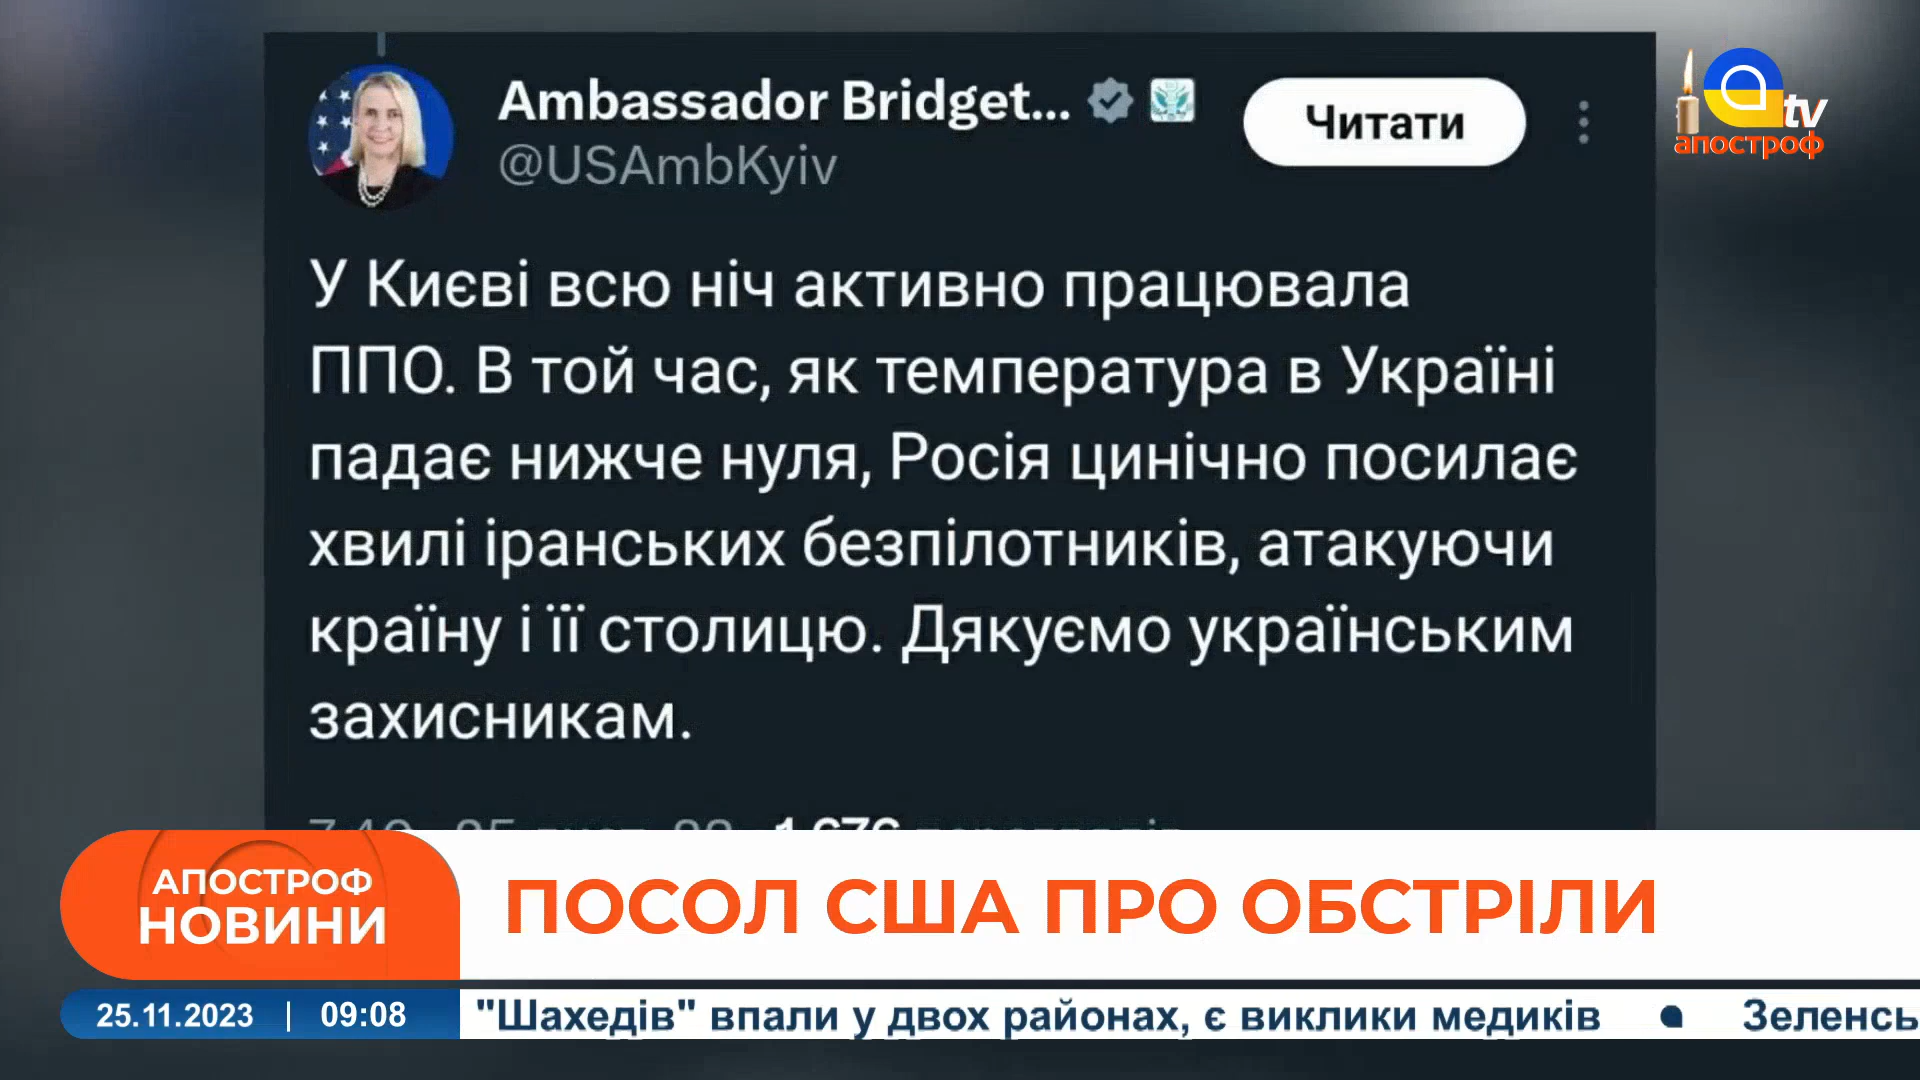 Ambassador Bridget...
@USAmbKyiv
Читати
tv
апостроф
У Києві всю ніч активно працювала
ППО. В той час, як температура в Україні
падає нижче нуля, Росія цинічно посилає
хвилі іранських безпілотників, атакуючи
країну і її столицю. Дякуємо українським
захисникам.
АПОСТРОФ
НОВИНИ
ПОСОЛ США ПРО ОБСТРІЛИ
25.11.2023 | 09:08
"Шахедів" впали у двох районах, є виклики медиків • Зеленсь